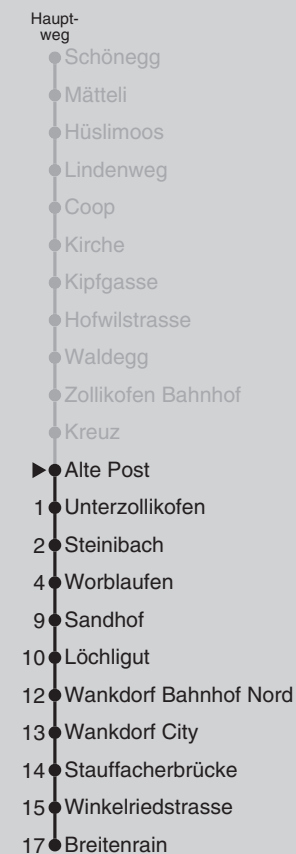 Haupt-
weg
Schönegg
Mätteli
Hüslimoos
Lindenweg
Coop
Kirche
Kipfgasse
Hofwilstrasse
Waldegg
Zollikofen Bahnhof
Kreuz
Alte Post
1 Unterzollikofen
2 Steinibach
4 Worblaufen
9 Sandhof
10 Löchligut
12 Wankdorf Bahnhof Nord
13 Wankdorf City
14 Stauffacherbrücke
15 Winkelriedstrasse
17 Breitenrain